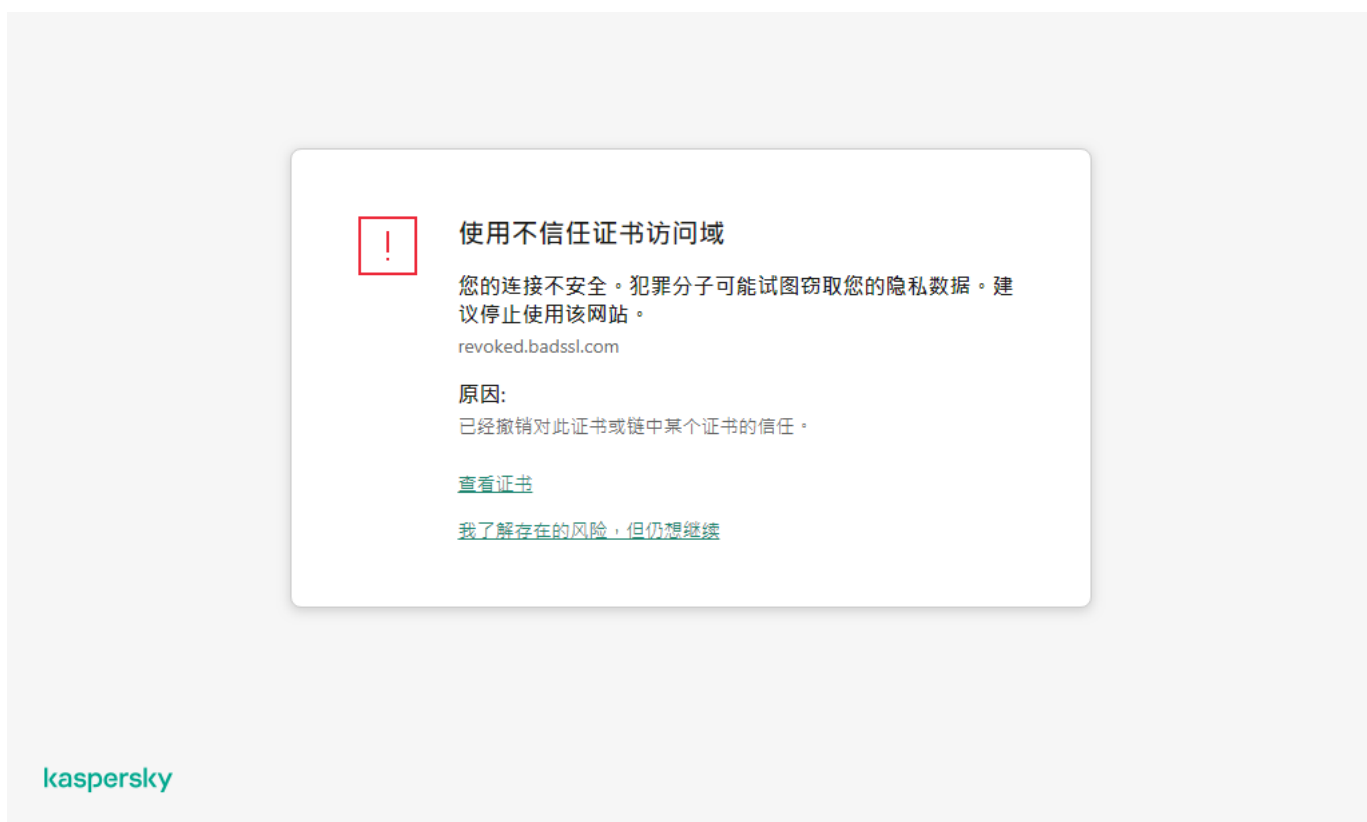 !
使用不信任证书访问域
您的连接不安全。犯罪分子可能试图窃取您的隐私数据。建
议停止使用该网站。
revoked.badssl.com
原因:
已经撤销对此证书或链中某个证书的信任。
查看证书
我了解存在的风险，但仍想继续
kaspersky